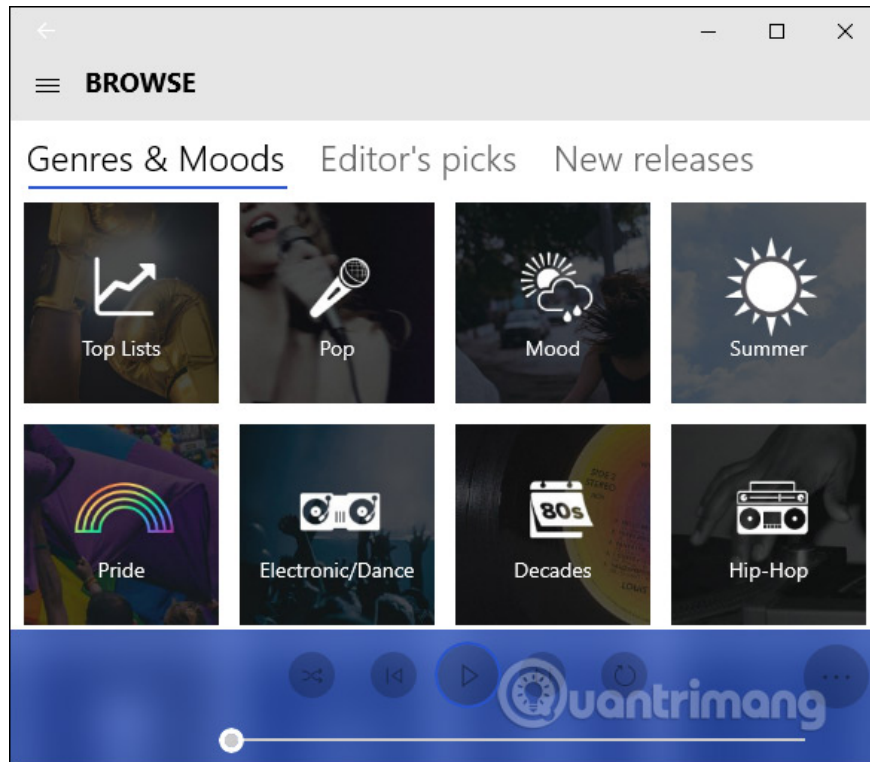 BROWSE
Genres & Moods Editor's picks New releases
Top Lists Pop Mood Summer
80s
Pride Electronic/Dance Decades Hip-Hop
Quantrimang